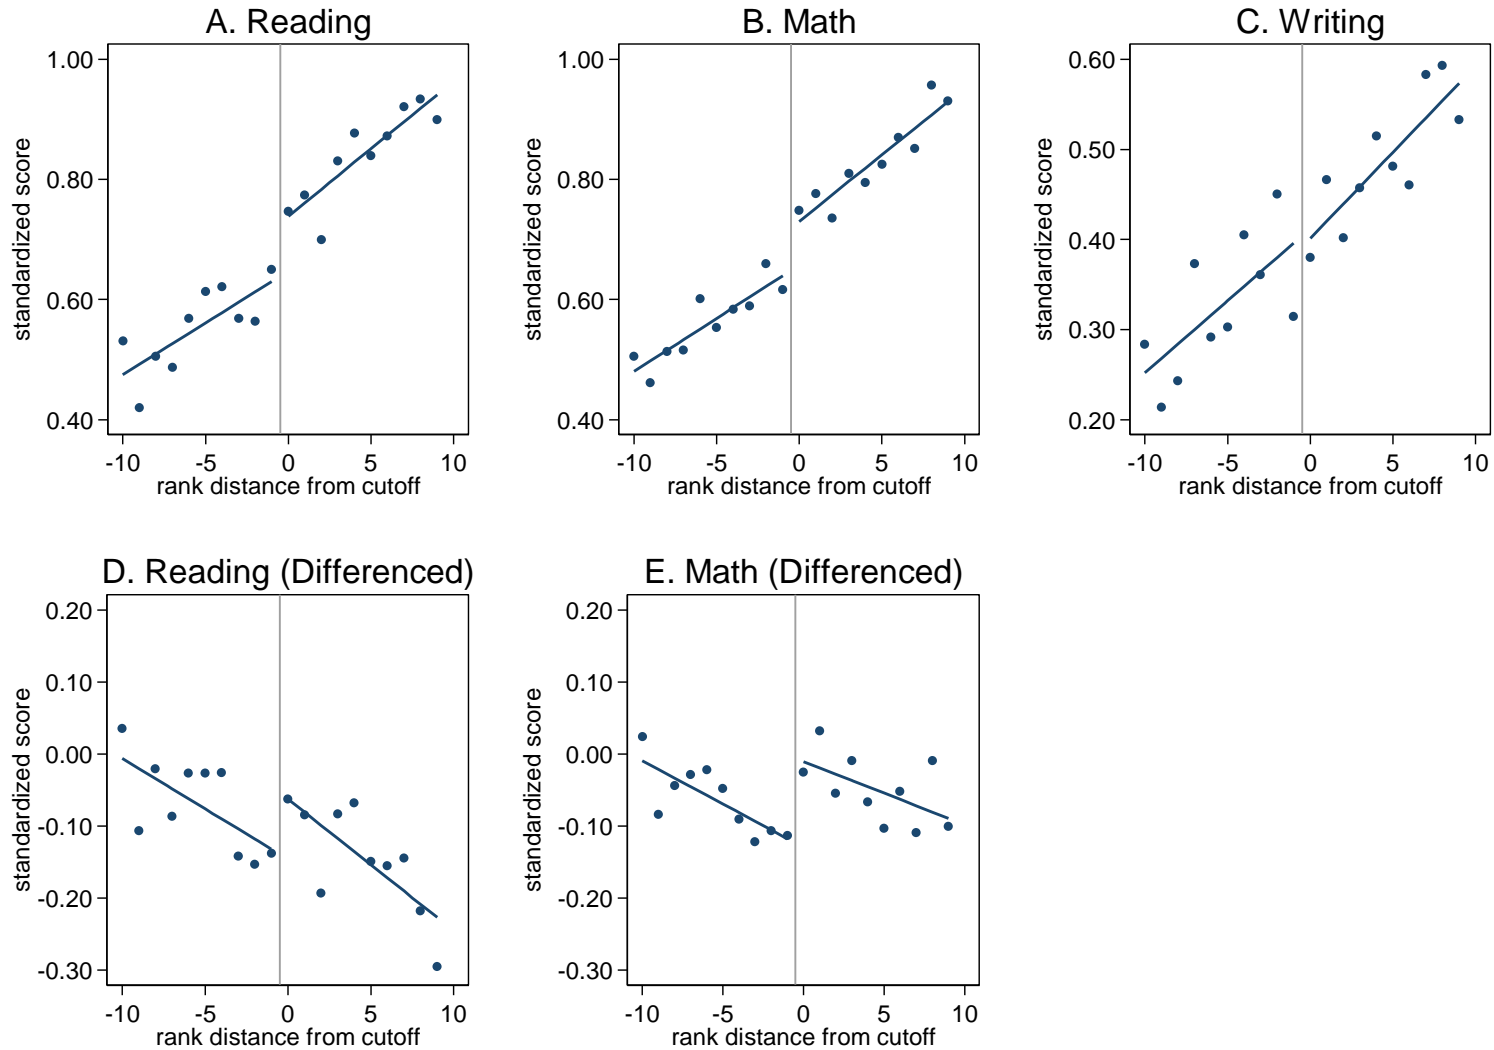 A. Reading
B. Math
C. Writing
standardized score
1.00
0.80
0.60
0.40
-10 -5 0 5 10
rank distance from cutoff
standardized score
1.00
0.80
0.60
0.40
-10 -5 0 5 10
rank distance from cutoff
standardized score
0.60
0.50
0.40
0.30
0.20
-10 -5 0 5 10
rank distance from cutoff
D. Reading (Differenced)
E. Math (Differenced)
standardized score
0.20
0.10
0.00
-0.10
-0.20
-0.30
-10 -5 0 5 10
rank distance from cutoff
standardized score
0.20
0.10
0.00
-0.10
-0.20
-0.30
-10 -5 0 5 10
rank distance from cutoff